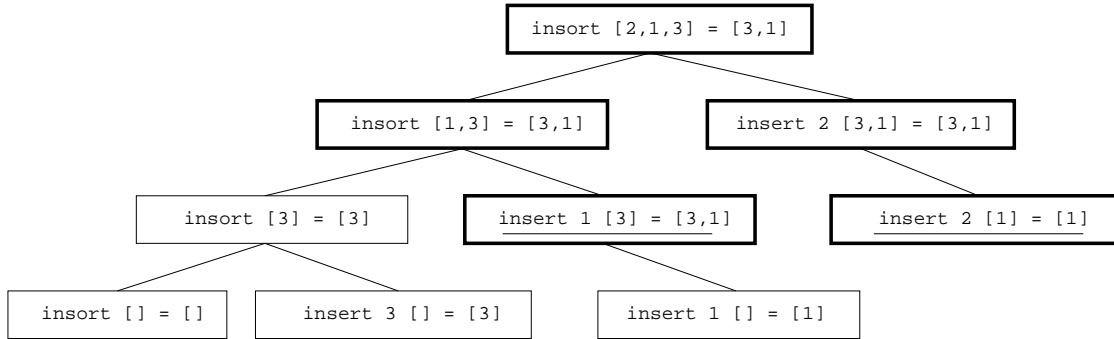 insort [2,1,3] = [3,1]
insort [1,3] = [3,1]
insert 2 [3,1] = [3,1]
insort [3] = [3]
insert 1 [3] = [3,1]
insert 2 [1] = [1]
insort [] = []
insert 3 [] = [3]
insert 1 [] = [1]